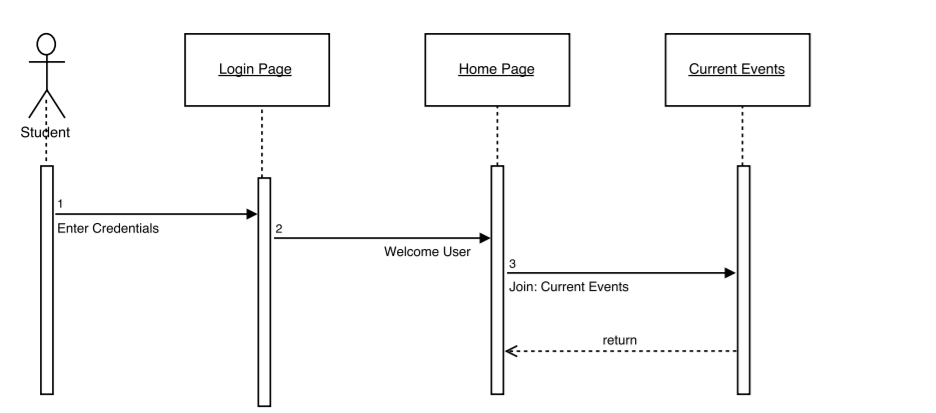 Login Page
Home Page
Current Events
Student
1
Enter Credentials
2
Welcome User
3
Join: Current Events
return